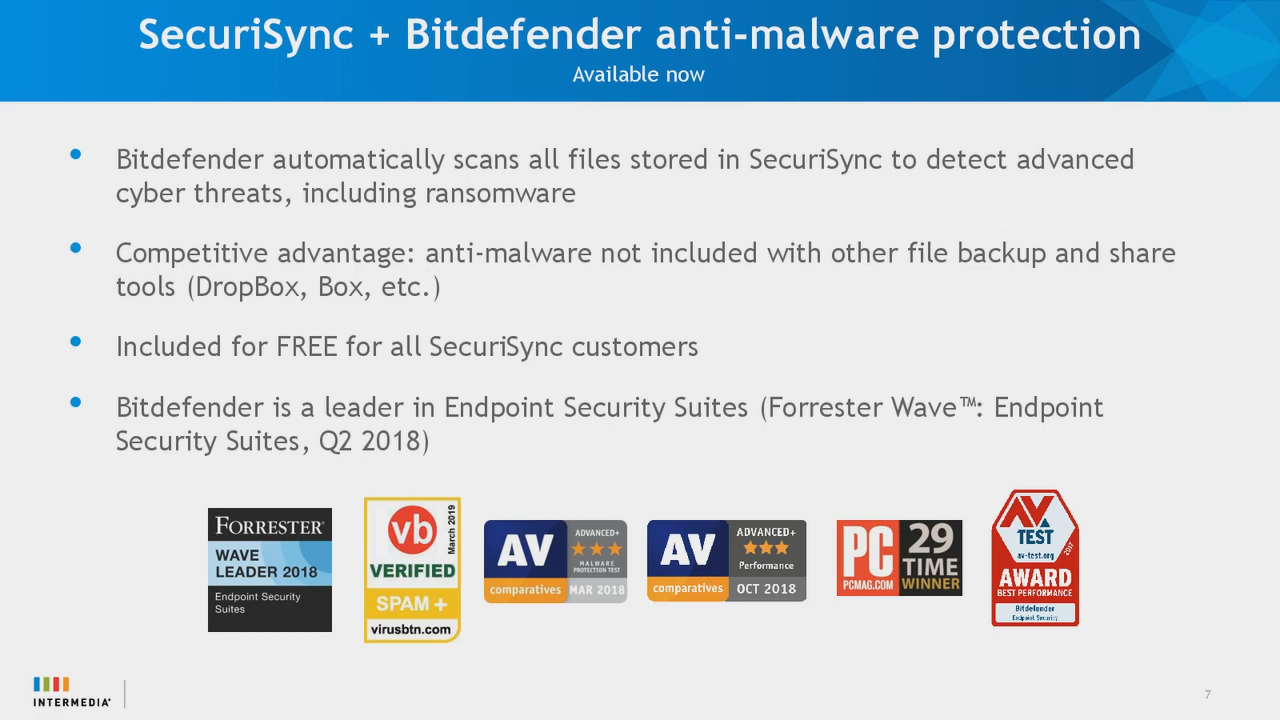 SecuriSync + Bitdefender anti-malware protection
Available now
• Bitdefender automatically scans all files stored in SecuriSync to detect advanced
cyber threats, including ransomware
• Competitive advantage: anti-malware not included with other file backup and share
tools (DropBox, Box, etc.)
• Included for FREE for all SecuriSync customers
• Bitdefender is a leader in Endpoint Security Suites (Forrester Wave™: Endpoint
Security Suites, Q2 2018)
FORRESTER®
WAVE
LEADER 2018
Endpoint Security
Suites
vb
March 2019
VERIFIED
SPAM +
virusbtn.com
AV
comparatives
ADVANCED+
MALWARE
PROTECTION TEST
MAR 2018
AV
comparatives
ADVANCED+
Performance
OCT 2018
PC
PCMAG.COM
29
TIME
WINNER
AV
TEST
av-test.org
2017
AWARD
BEST PERFORMANCE
Bitdefender
Endpoint Security
INTERMEDIA®
7